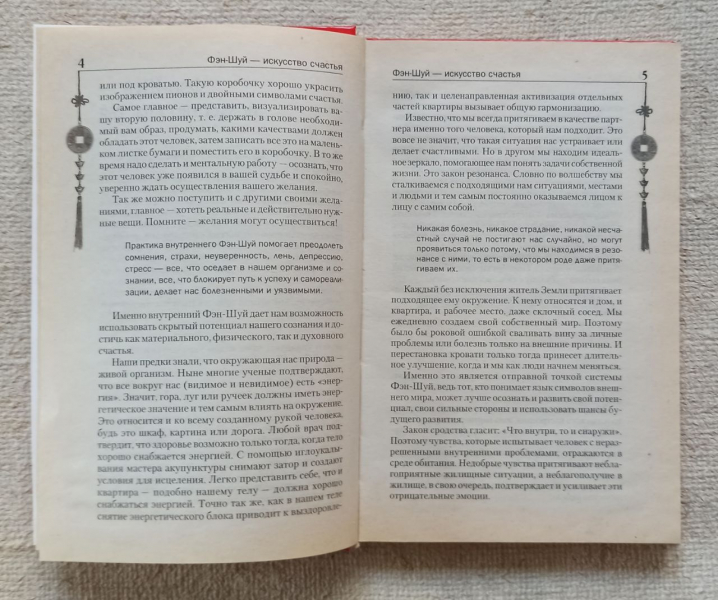 4
Фэн-Шуй — искусство счастья
или под кроватью. Такую коробочку хорошо украсить
изображением пионов и двойными символами счастья.
Самое главное — представить, визуализировать ва-
шу вторую половину, т. е. держать в голове необходи-
мый вам образ, продумать, какими качествами должен
обладать этот человек, затем записать все это на малень-
ком листке бумаги и поместить его в коробочку. В то же
время надо сделать и ментальную работу — осознать, что
этот человек уже появился в вашей судьбе и спокойно,
уверенно ждать осуществления вашего желания.
Так же можно поступить и с другими своими жела-
ниями, главное — хотеть реальные и действительно нуж-
ные вещи. Помните — желания могут осуществиться!
Практика внутреннего Фэн-Шуй помогает преодолеть
сомнения, страхи, неуверенность, лень, депрессию,
стресс — все, что оседает в нашем организме и со-
знании, все, что блокирует путь к успеху и самореали-
зации, делает нас болезненными и уязвимыми.
Именно внутренний Фэн-Шуй дает нам возможность
использовать скрытый потенциал нашего сознания и до-
стичь как материального, физического, так и духовного
счастья.
Наши предки знали, что окружающая нас природа —
живой организм. Ныне многие ученые подтверждают,
что все вокруг нас (видимое и невидимое) есть «энер-
гия». Значит, гора, луг или ручеек должны иметь энерге-
тическое значение и тем самым влиять на окружение.
Это относится и ко всему созданному рукой человека,
будь это шкаф, картина или дорога. Любой врач под-
твердит, что здоровье возможно только тогда, когда тело
хорошо снабжается энергией. С помощью иглоукалы-
вания мастера акупунктуры снимают затор и создают
условия для исцеления. Легко представить себе, что и
квартира — подобно нашему телу — должна хорошо
снабжаться энергией. Точно так же, как в нашем теле
снятие энергетического блока приводит к выздоровле-
Фэн-Шуй — искусство счастья
5
нию, так и целенаправленная активизация отдельных
частей квартиры вызывает общую гармонизацию.
Известно, что мы всегда притягиваем в качестве парт-
нера именно того человека, который нам подходит. Это
вовсе не значит, что такая ситуация нас устраивает или
делает счастливыми. Но в другом мы находим идеаль-
ное зеркало, помогающее нам понять задачи собственной
жизни. Это закон резонанса. Словно по волшебству мы
сталкиваемся с подходящими нам ситуациями, местами
и людьми и тем самым постоянно оказываемся лицом к
лицу с самим собой.
Никакая болезнь, никакое страдание, никакой несча-
стный случай не постигают нас случайно, но могут
проявиться только потому, что мы находимся в резо-
нансе с ними, то есть в некотором роде даже притя-
гиваем их.
Каждый без исключения житель Земли притягивает
подходящее ему окружение. К нему относятся и дом, и
квартира, и рабочее место, даже склочный сосед. Мы
ежедневно создаем свой собственный мир. Поэтому
было бы роковой ошибкой сваливать вину за личные
проблемы или болезнь только на внешние причины. И
перестановка кровати только тогда принесет длитель-
ное улучшение, когда и мы как люди начнем меняться.
Именно это является отправной точкой системы
Фэн-Шуй, ведь тот, кто понимает язык символов внеш-
него мира, может лучше осознать и развить свой потен-
циал, свои сильные стороны и использовать шансы бу-
дущего развития.
Закон сродства гласит: «Что внутри, то и снаружи».
Поэтому чувства, которые испытывает человек с нераз-
решенными внутренними проблемами, отражаются в
среде обитания. Недобрые чувства притягивают небла-
гоприятные жилищные ситуации, а неблагополучие в
жилище, в свою очередь, подтверждает и усиливает эти
отрицательные эмоции.